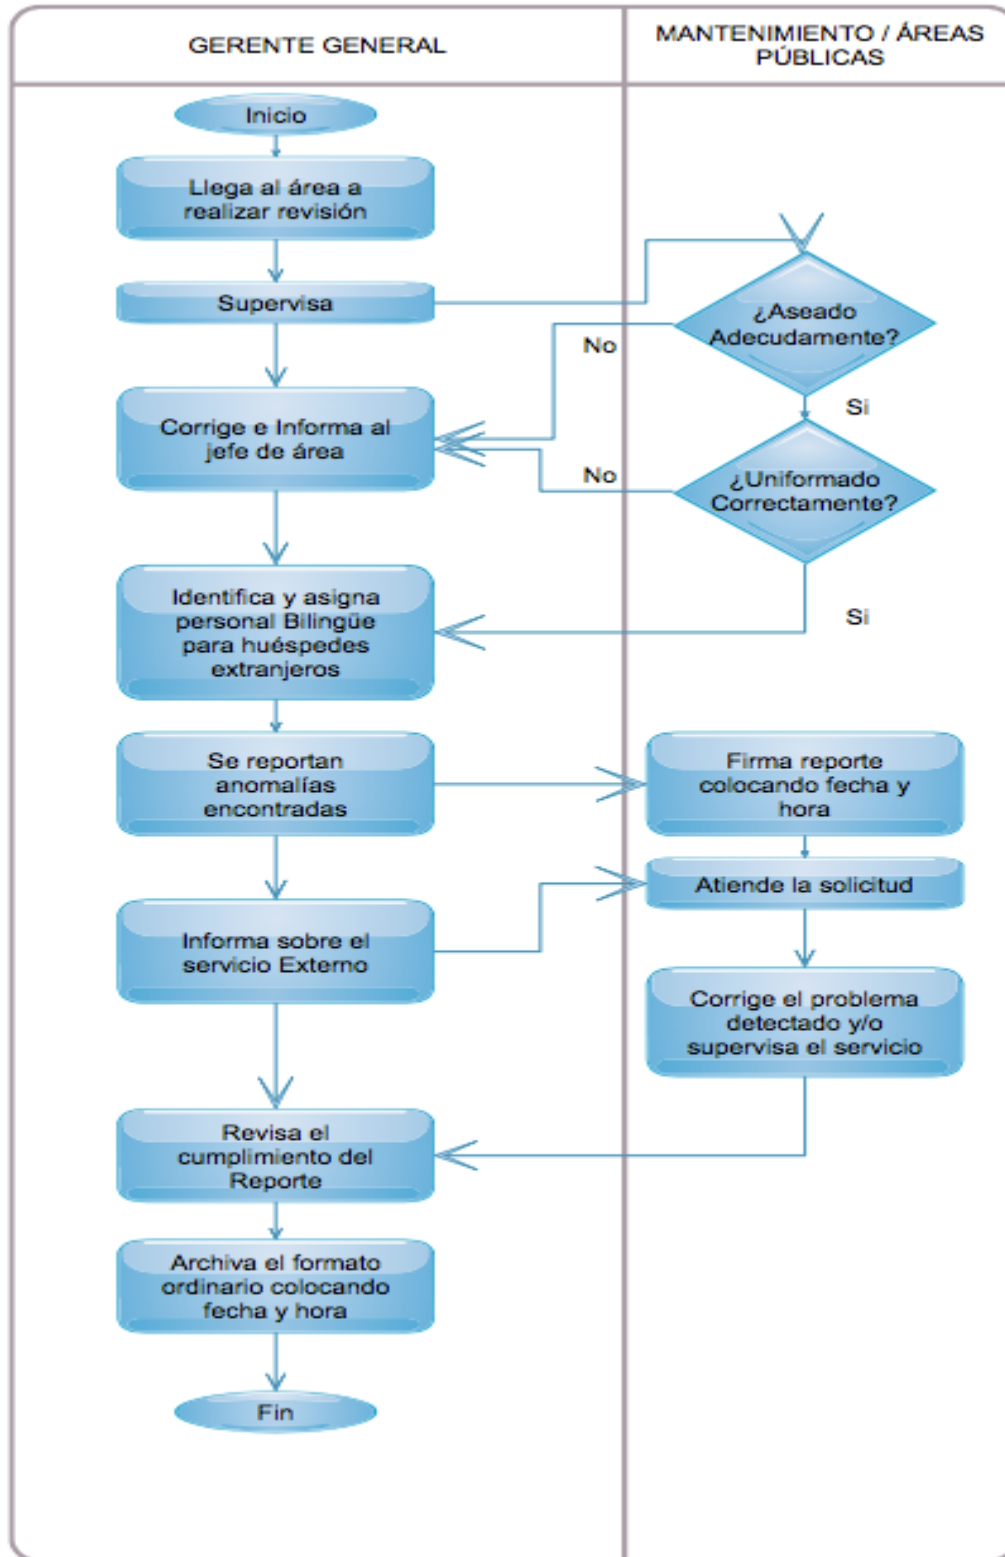 GERENTE GENERAL
MANTENIMIENTO / ÁREAS
PÚBLICAS
Inicio
Llega al área a
realizar revisión
Supervisa
¿Aseado
Adecudamente?
No
Si
Corrige e Informa al
jefe de área
¿Uniformado
Correctamente?
No
Si
Identifica y asigna
personal Bilingüe
para huéspedes
extranjeros
Se reportan
anomalías
encontradas
Firma reporte
colocando fecha y
hora
Atiende la solicitud
Informa sobre el
servicio Externo
Corrige el problema
detectado y/o
supervisa el servicio
Revisa el
cumplimiento del
Reporte
Archiva el formato
ordinario colocando
fecha y hora
Fin